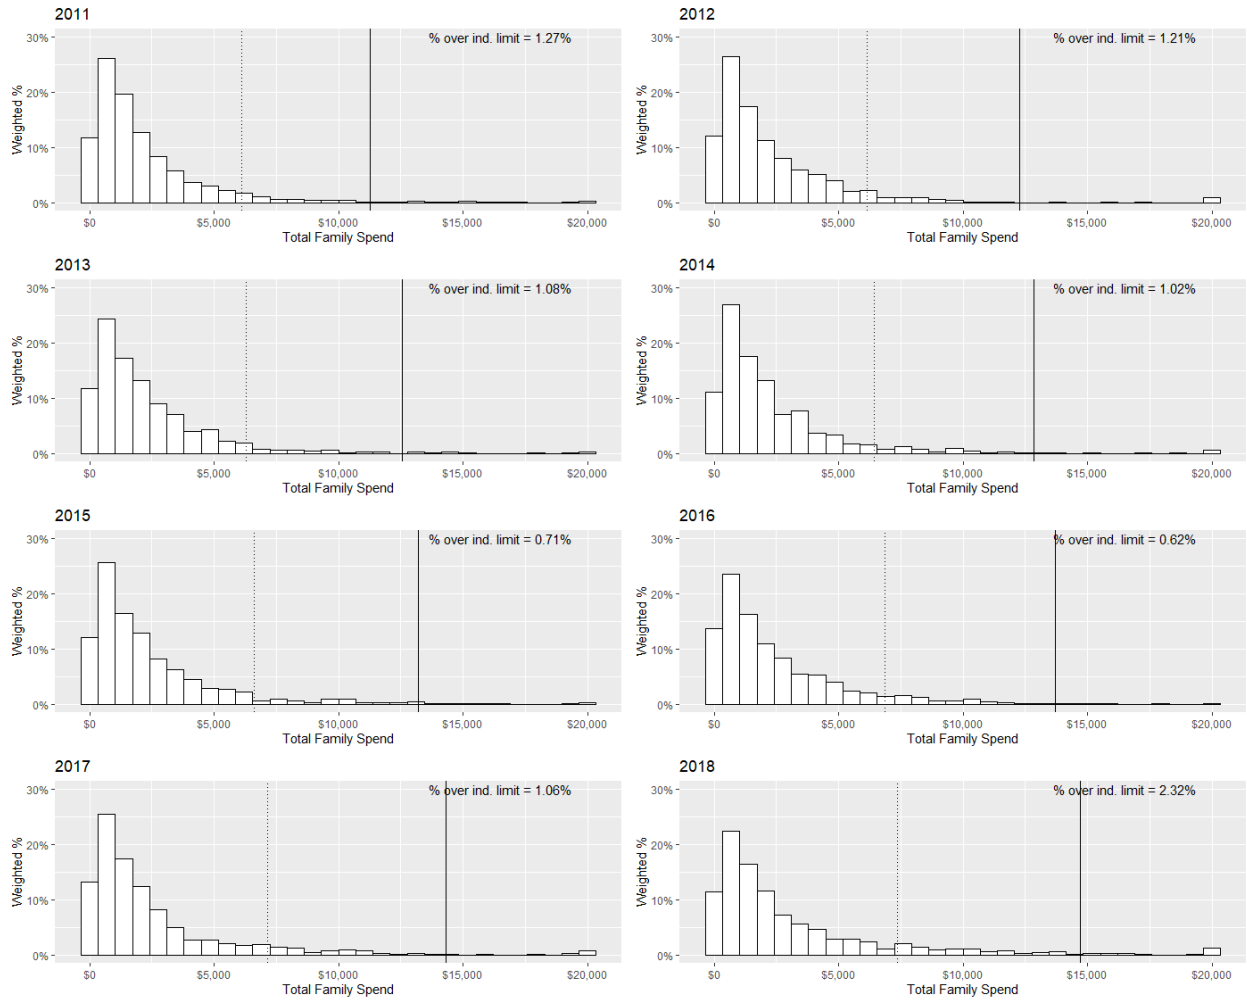 2011
% over ind. limit = 1.27%
30%
20%
10%
0%
Weighted %
$0 $5,000 $10,000 $15,000 $20,000
Total Family Spend
2012
% over ind. limit = 1.21%
30%
20%
10%
0%
Weighted %
$0 $5,000 $10,000 $15,000 $20,000
Total Family Spend
2013
% over ind. limit = 1.08%
30%
20%
10%
0%
Weighted %
$0 $5,000 $10,000 $15,000 $20,000
Total Family Spend
2014
% over ind. limit = 1.02%
30%
20%
10%
0%
Weighted %
$0 $5,000 $10,000 $15,000 $20,000
Total Family Spend
2015
% over ind. limit = 0.71%
30%
20%
10%
0%
Weighted %
$0 $5,000 $10,000 $15,000 $20,000
Total Family Spend
2016
% over ind. limit = 0.62%
30%
20%
10%
0%
Weighted %
$0 $5,000 $10,000 $15,000 $20,000
Total Family Spend
2017
% over ind. limit = 1.06%
30%
20%
10%
0%
Weighted %
$0 $5,000 $10,000 $15,000 $20,000
Total Family Spend
2018
% over ind. limit = 2.32%
30%
20%
10%
0%
Weighted %
$0 $5,000 $10,000 $15,000 $20,000
Total Family Spend